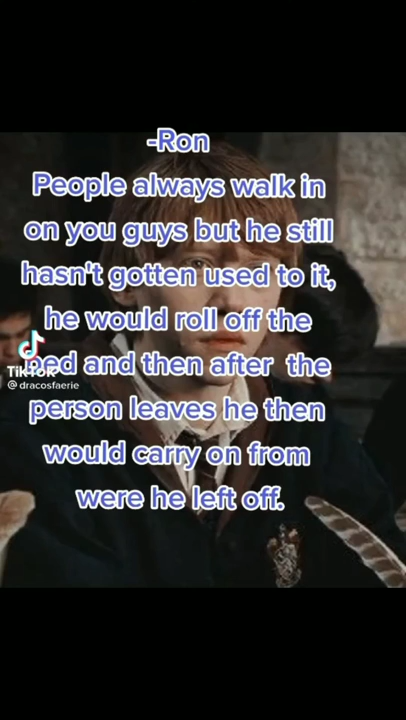 -Ron
People always walk in
on you guys but he still
hasn't gotten used to it,
he would roll off the
bed and then after the
TikTok
@dracosfaerie
person leaves he then
would carry on from
were he left off.